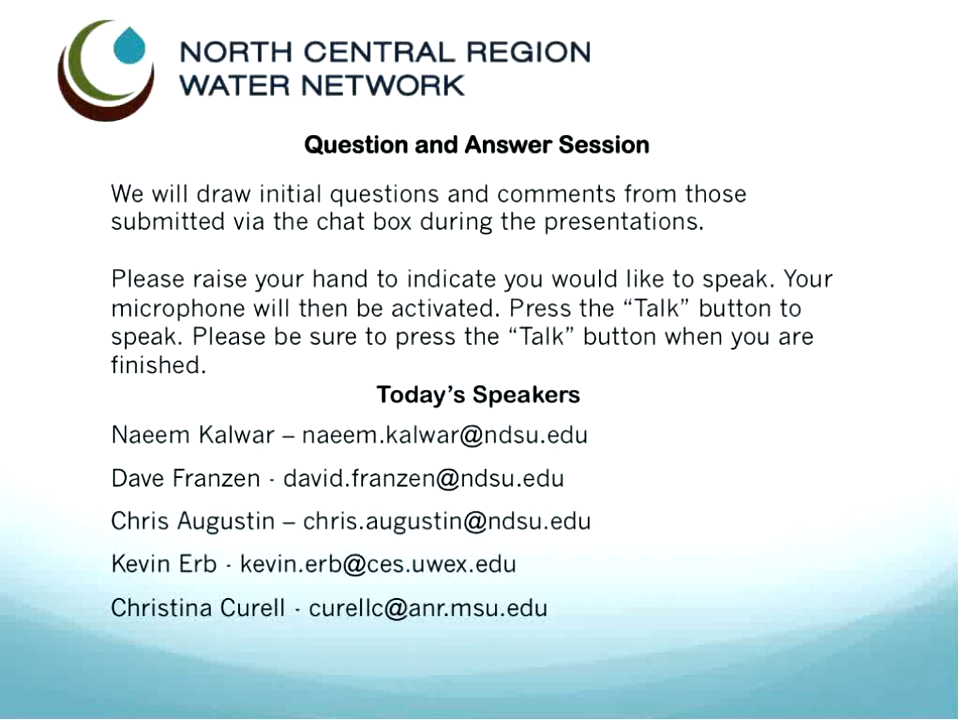 NORTH CENTRAL REGION
WATER NETWORK
Question and Answer Session
We will draw initial questions and comments from those
submitted via the chat box during the presentations.
Please raise your hand to indicate you would like to speak. Your
microphone will then be activated. Press the “Talk” button to
speak. Please be sure to press the “Talk” button when you are
finished.
Today’s Speakers
Naeem Kalwar – naeem.kalwar@ndsu.edu
Dave Franzen - david.franzen@ndsu.edu
Chris Augustin – chris.augustin@ndsu.edu
Kevin Erb - kevin.erb@ces.uwex.edu
Christina Curell - curellc@anr.msu.edu